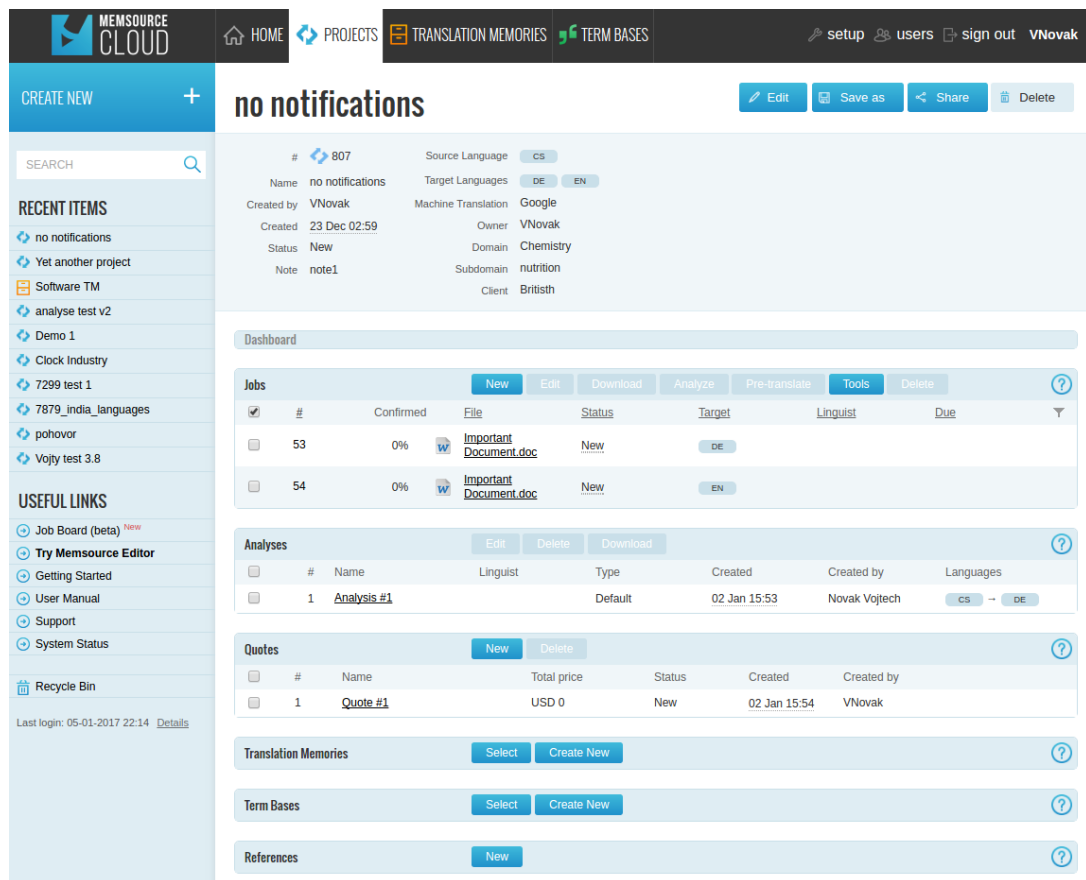 MEMSOURCE CLOUD
HOME PROJECTS TRANSLATION MEMORIES TERM BASES setup users sign out VNovak
CREATE NEW +
SEARCH
RECENT ITEMS
no notifications
Yet another project
Software TM
analyse test v2
Demo 1
Clock Industry
7299 test 1
7879_india_languages
pohovor
Vojty test 3.8
USEFUL LINKS
Job Board (beta) New
Try Memsource Editor
Getting Started
User Manual
Support
System Status
Recycle Bin
Last login: 05-01-2017 22:14 Details
no notifications
Edit Save as Share Delete
# 807 Source Language CS
Name no notifications Target Languages DE EN
Created by VNovak Machine Translation Google
Created 23 Dec 02:59 Owner VNovak
Status New Domain Chemistry
Note note1 Subdomain nutrition
Client Britisth
Dashboard
Jobs New Edit Download Analyze Pre-translate Tools Delete ?
# Confirmed File Status Target Linguist Due
53 0% W Important Document.doc New DE
54 0% W Important Document.doc New EN
Analyses Edit Delete Download ?
# Name Linguist Type Created Created by Languages
1 Analysis #1 Default 02 Jan 15:53 Novak Vojtech CS → DE
Quotes New Delete ?
# Name Total price Status Created Created by
1 Quote #1 USD 0 New 02 Jan 15:54 VNovak
Translation Memories Select Create New ?
Term Bases Select Create New ?
References New ?